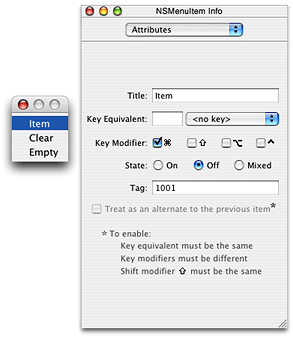 NSMenuItem Info
Attributes
Title: Item
Key Equivalent: <no key>
Key Modifier: ⌘ ⇧ ⌥ ^
State: On Off Mixed
Tag: 1001
Treat as an alternate to the previous item*
* To enable:
Key equivalent must be the same
Key modifiers must be different
Shift modifier ⇧ must be the same
Item
Clear
Empty